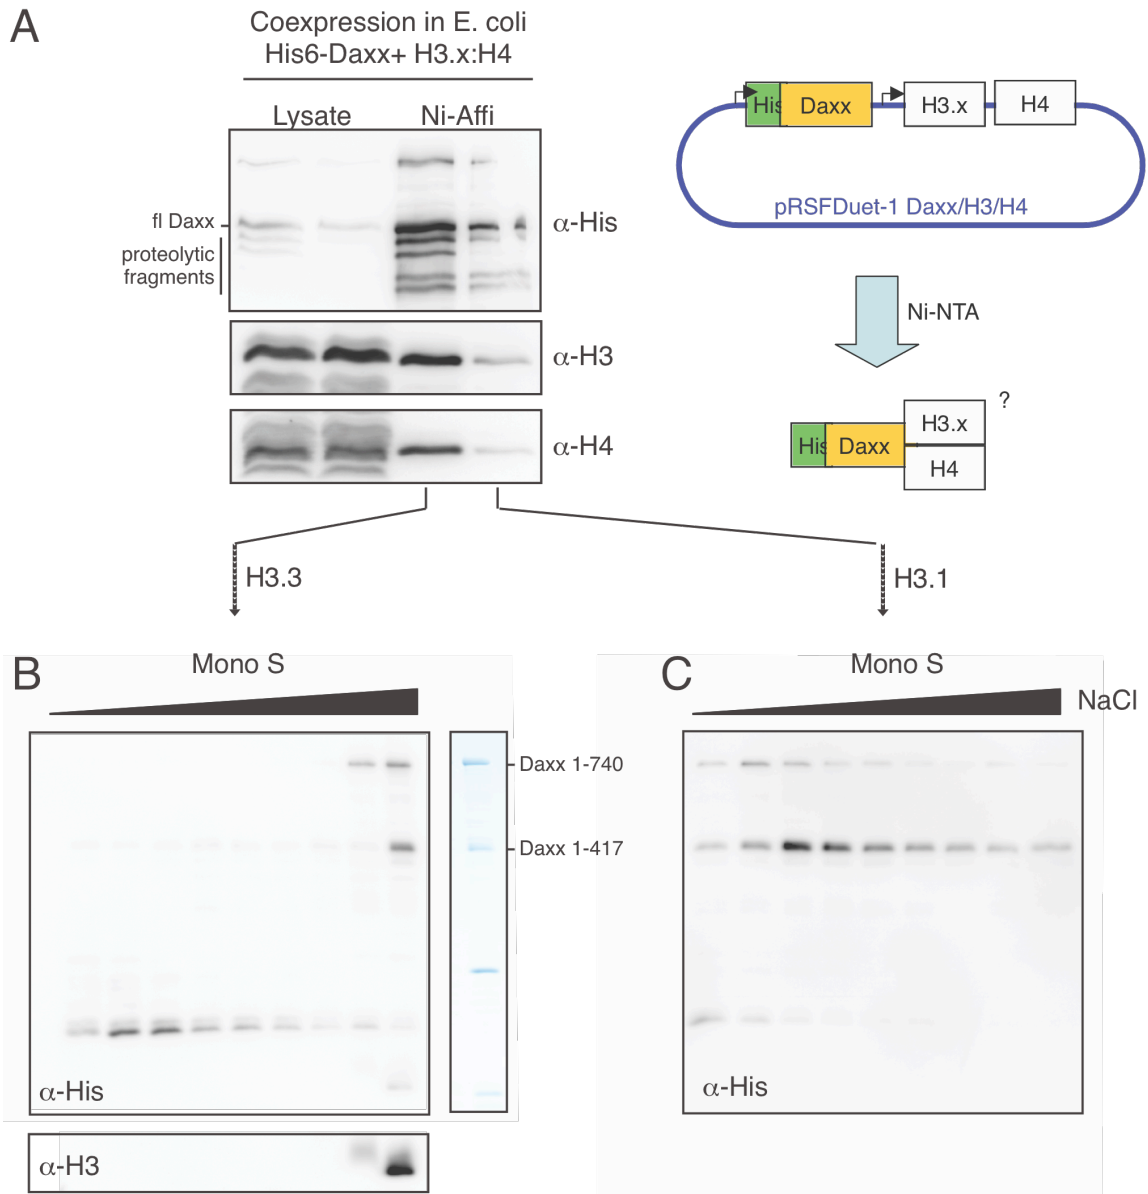 A
Coexpression in E. coli
His6-Daxx+ H3.x:H4
Lysate
Ni-Affi
fl Daxx
proteolytic
fragments
α-His
α-H3
α-H4
His
Daxx
H3.x
H4
pRSFDuet-1 Daxx/H3/H4
Ni-NTA
?
His
Daxx
H3.x
H4
H3.3
H3.1
B
Mono S
Daxx 1-740
Daxx 1-417
α-His
α-H3
C
Mono S
NaCl
α-His